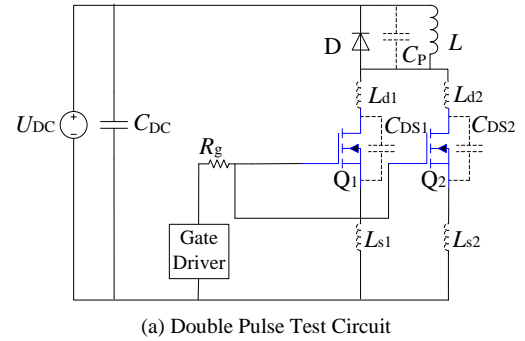 D
C_P
L
L_d1
L_d2
C_DS1
C_DS2
U_DC
C_DC
R_g
Q_1
Q_2
Gate
Driver
L_s1
L_s2
(a) Double Pulse Test Circuit